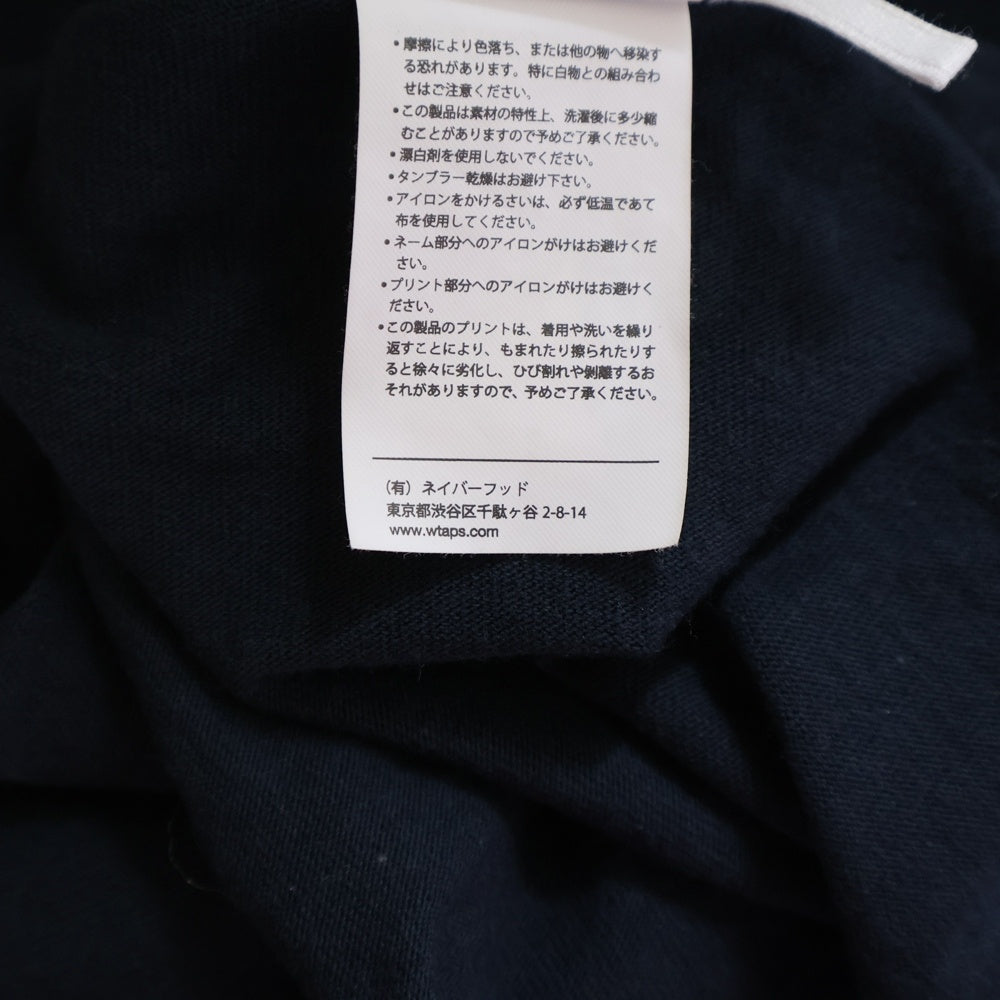 •摩擦により色落ち、または他の物へ移染す
る恐れがあります。特に白物との組み合わ
せはご注意ください。
•この製品は素材の特性上、洗濯後に多少縮
むことがありますので予めご了承ください。
•漂白剤を使用しないでください。
•タンブラー乾燥はお避け下さい。
•アイロンをかけるさいは、必ず低温であて
布を使用してください。
•ネーム部分へのアイロンがけはお避けくだ
さい。
•プリント部分へのアイロンがけはお避けく
ださい。
•この製品のプリントは、着用や洗いを繰り
返すことにより、もまれたり擦られたりす
ると徐々に劣化し、ひび割れや剝離するお
それがありますので、予めご了承ください。
(有) ネイバーフッド
東京都渋谷区千駄ヶ谷 2-8-14
www.wtaps.com